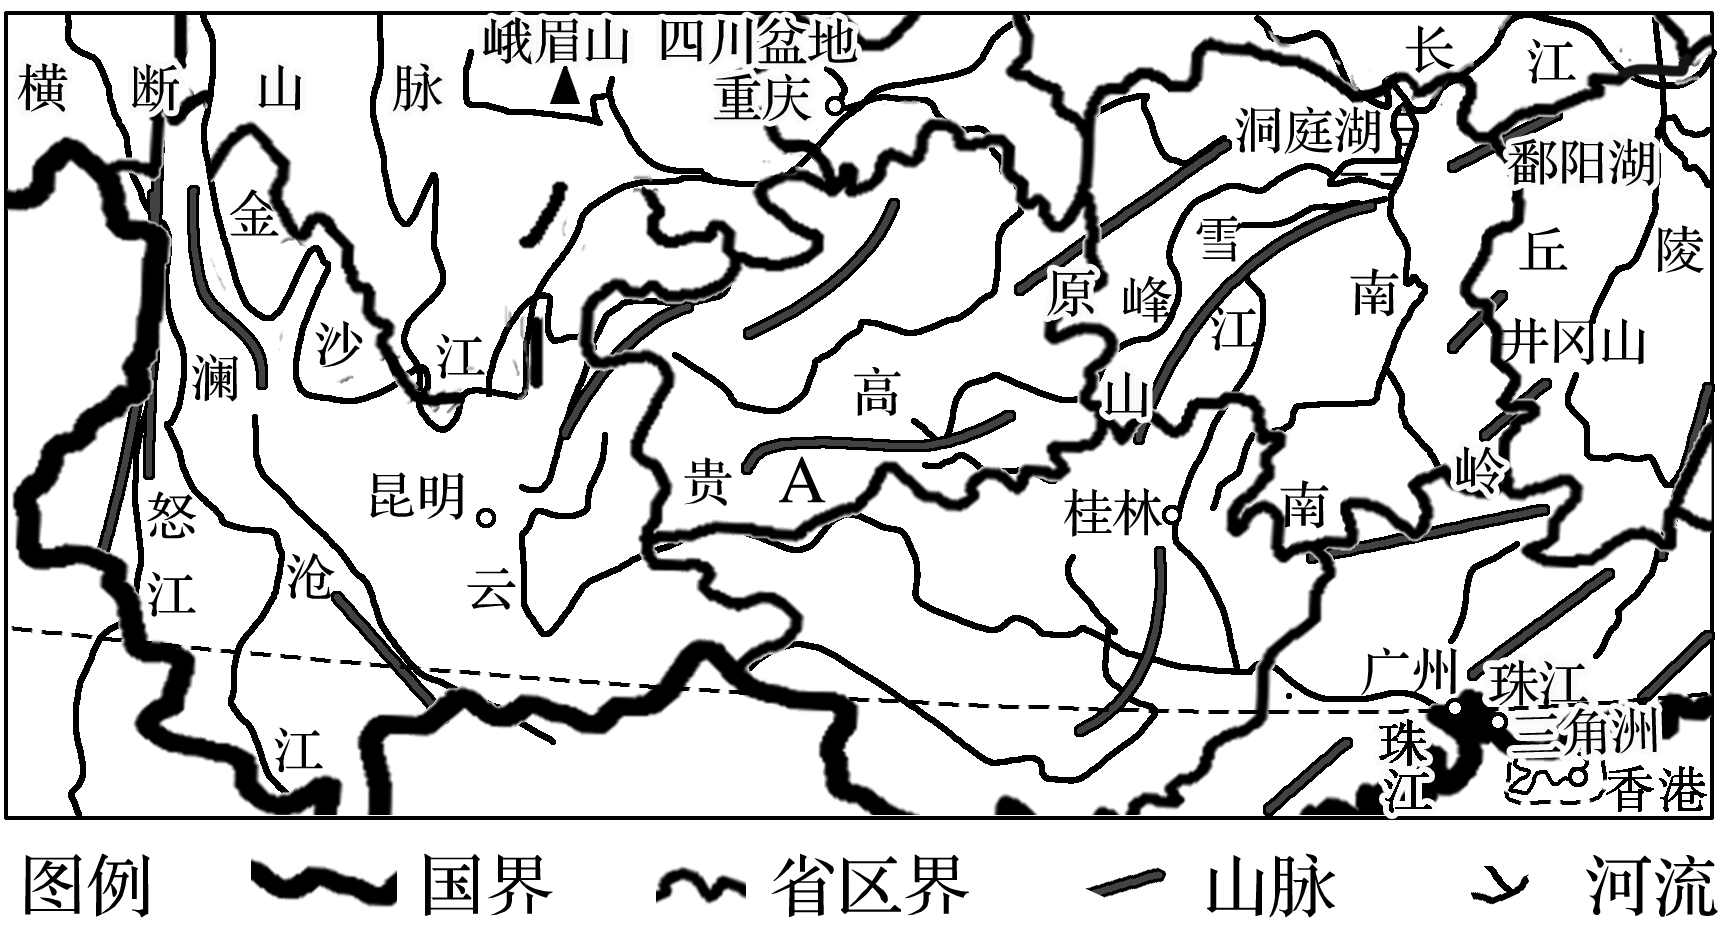 峨眉山 四川盆地 长江
横断山脉 重庆
洞庭湖
鄱阳湖
金沙江
雪峰山
丘陵
澜沧江
南岭
井冈山
云贵高原
A
昆明
怒江
桂林
南
江
广州 珠江三角洲
珠江
香港
图例 国界 省区界 山脉 河流